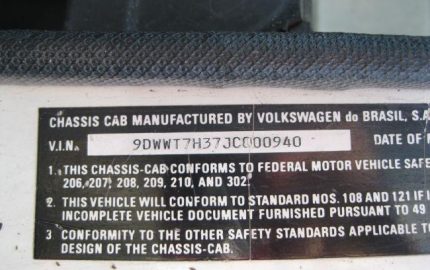 CHASSIS CAB MANUFACTURED BY VOLKSWAGEN do BRASIL, S.A
V.I.N. 9DWWT7H37JC000940 DATE OF M
1. THIS CHASSIS-CAB CONFORMS TO FEDERAL MOTOR VEHICLE SAFE
206, 207, 208, 209, 210, AND 302.
2. THIS VEHICLE WILL CONFORM TO STANDARD NOS. 108 AND 121 IF I
INCOMPLETE VEHICLE DOCUMENT FURNISHED PURSUANT TO 49
3 CONFORMITY TO THE OTHER SAFETY STANDARDS APPLICABLE TO
DESIGN OF THE CHASSIS-CAB.